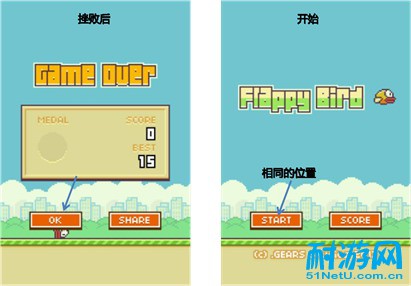 挫败后
Game Over
MEDAL
SCORE
0
BEST
15
OK
SHARE
开始
Flappy Bird
相同的位置
START
SCORE
(c) .GEARS
耐游网
51NetU.com.cn